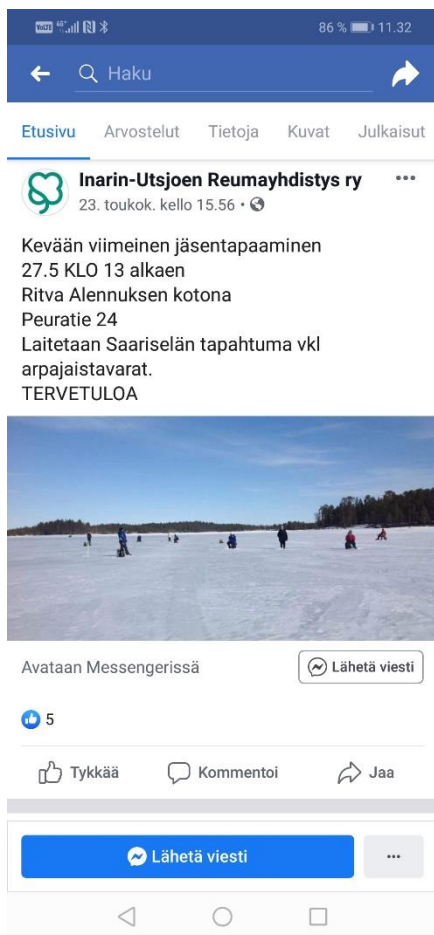 VoLTE 4G 86 % 11.32
Haku
Etusivu Arvostelut Tietoja Kuvat Julkaisut
Inarin-Utsjoen Reumayhdistys ry
23. toukok. kello 15.56 •
Kevään viimeinen jäsentapaaminen
27.5 KLO 13 alkaen
Ritva Alennuksen kotona
Peuratie 24
Laitetaan Saariselän tapahtuma vkl
arpajaistavarat.
TERVETULOA
Avataan Messengerissä
Lähetä viesti
5
Tykkää Kommentoi Jaa
Lähetä viesti